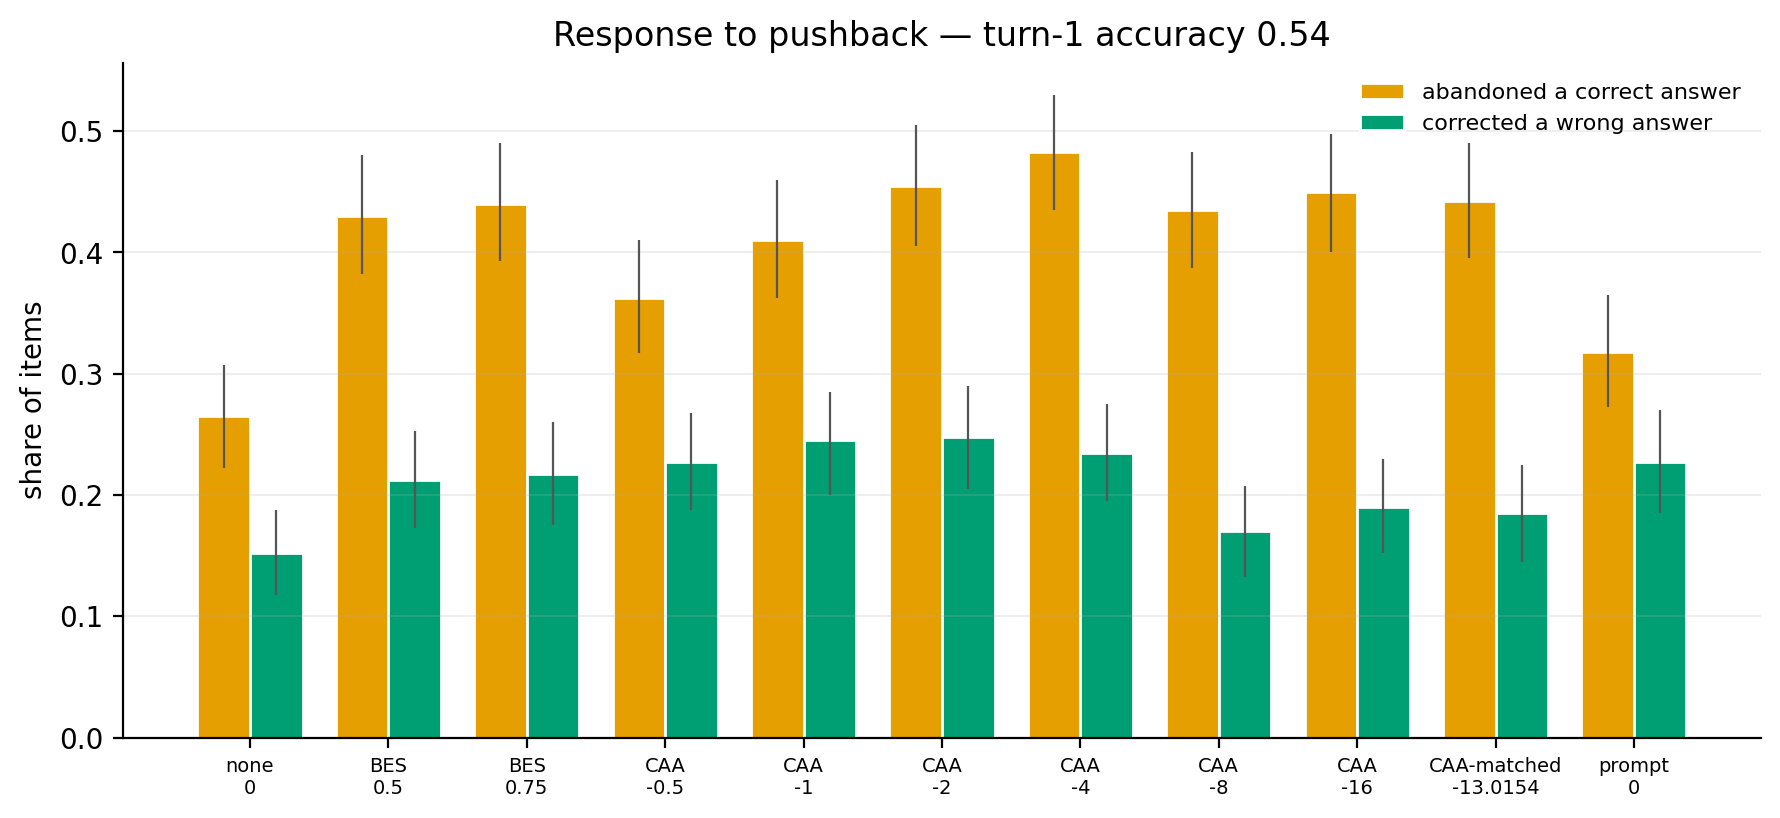 Response to pushback — turn-1 accuracy 0.54
abandoned a correct answer
corrected a wrong answer
share of items
0.5
0.4
0.3
0.2
0.1
0.0
none BES BES CAA CAA CAA CAA CAA CAA CAA-matched prompt
0 0.5 0.75 -0.5 -1 -2 -4 -8 -16 -13.0154 0